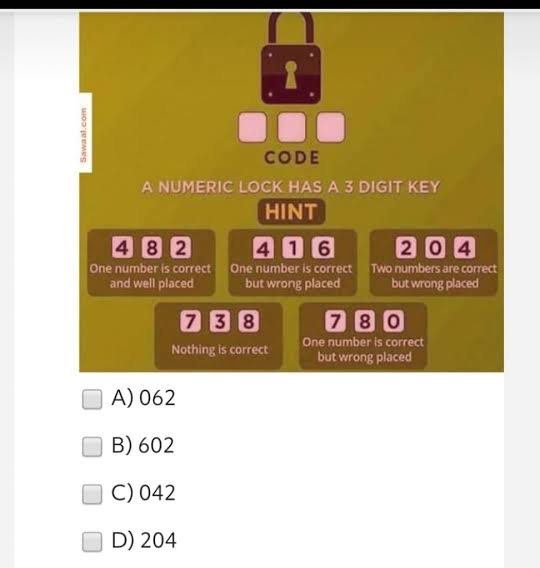 Sawaal.com
CODE
A NUMERIC LOCK HAS A 3 DIGIT KEY
HINT
4 8 2
One number is correct
and well placed
4 1 6
One number is correct
but wrong placed
2 0 4
Two numbers are correct
but wrong placed
7 3 8
Nothing is correct
7 8 0
One number is correct
but wrong placed
A) 062
B) 602
C) 042
D) 204